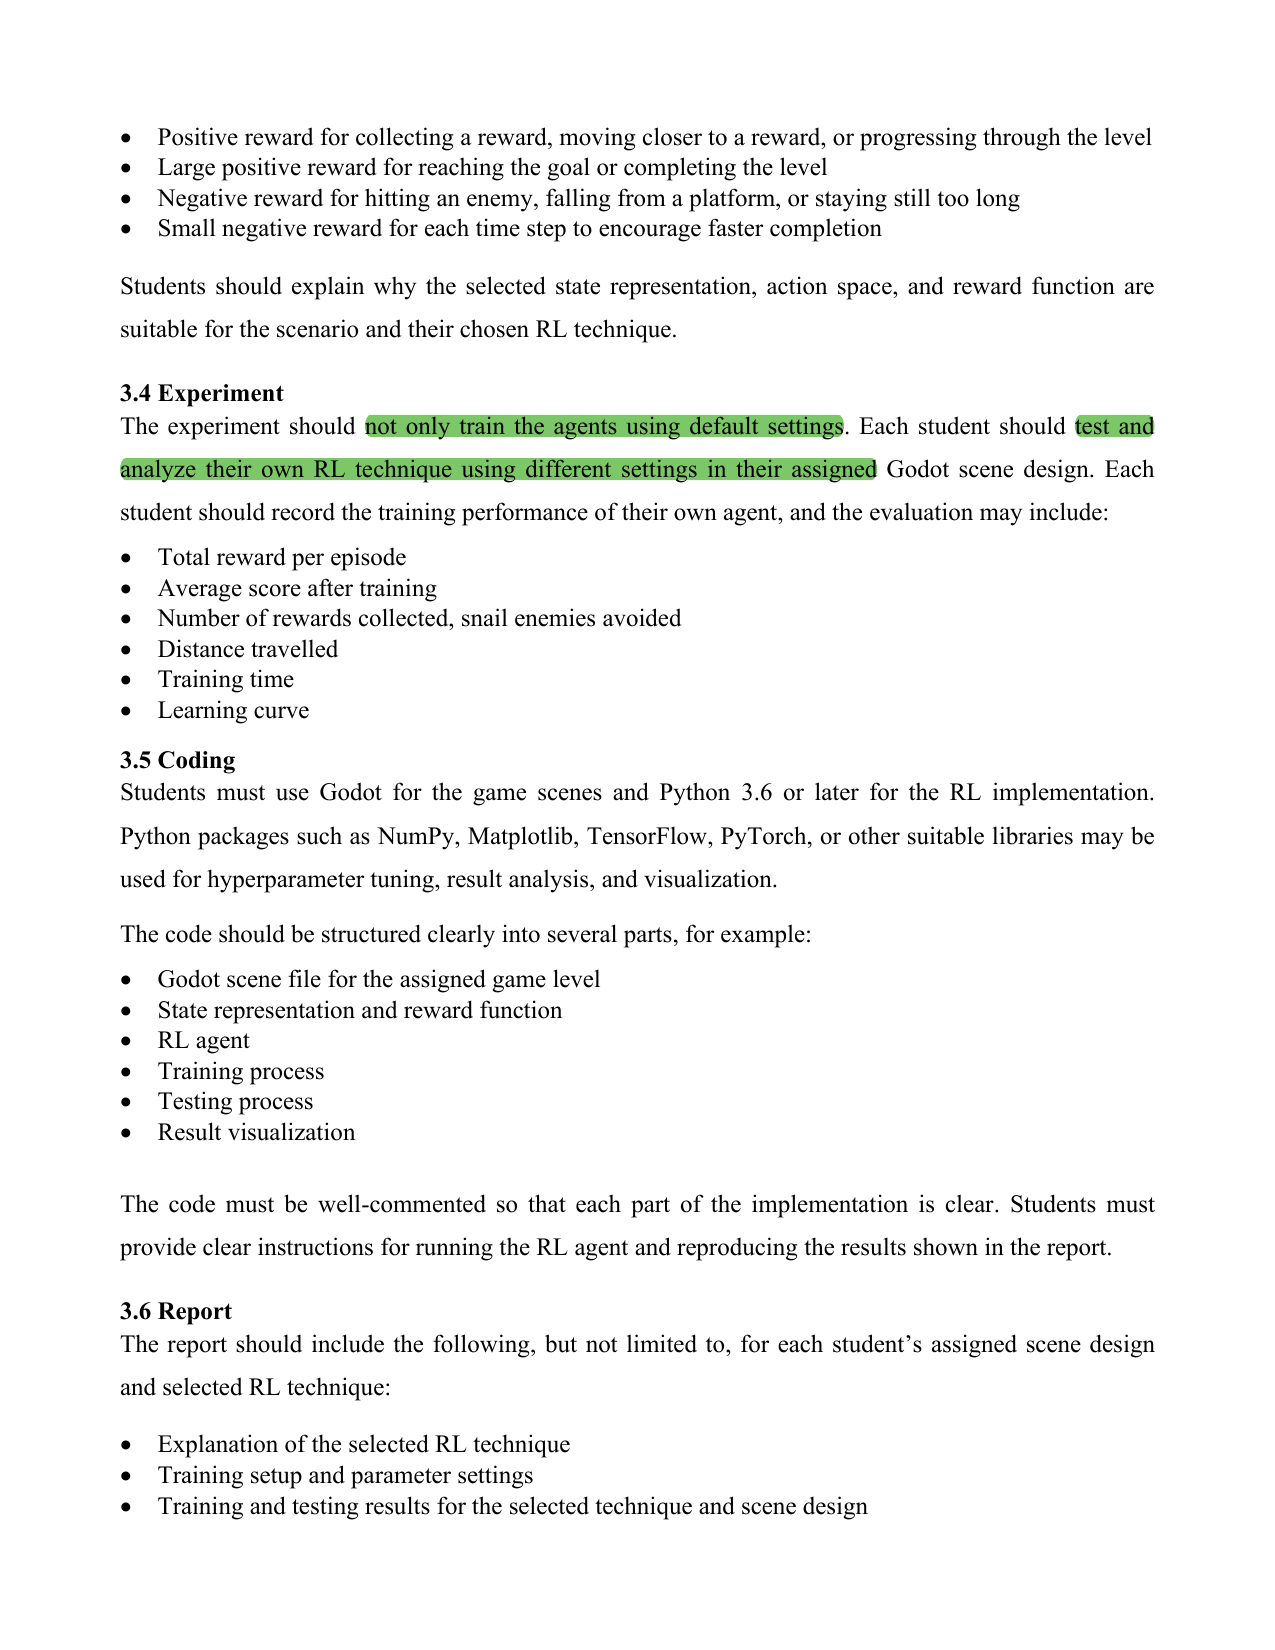 • Positive reward for collecting a reward, moving closer to a reward, or progressing through the level
• Large positive reward for reaching the goal or completing the level
• Negative reward for hitting an enemy, falling from a platform, or staying still too long
• Small negative reward for each time step to encourage faster completion
Students should explain why the selected state representation, action space, and reward function are
suitable for the scenario and their chosen RL technique.
3.4 Experiment
The experiment should not only train the agents using default settings. Each student should test and
analyze their own RL technique using different settings in their assigned Godot scene design. Each
student should record the training performance of their own agent, and the evaluation may include:
• Total reward per episode
• Average score after training
• Number of rewards collected, snail enemies avoided
• Distance travelled
• Training time
• Learning curve
3.5 Coding
Students must use Godot for the game scenes and Python 3.6 or later for the RL implementation.
Python packages such as NumPy, Matplotlib, TensorFlow, PyTorch, or other suitable libraries may be
used for hyperparameter tuning, result analysis, and visualization.
The code should be structured clearly into several parts, for example:
• Godot scene file for the assigned game level
• State representation and reward function
• RL agent
• Training process
• Testing process
• Result visualization
The code must be well-commented so that each part of the implementation is clear. Students must
provide clear instructions for running the RL agent and reproducing the results shown in the report.
3.6 Report
The report should include the following, but not limited to, for each student’s assigned scene design
and selected RL technique:
• Explanation of the selected RL technique
• Training setup and parameter settings
• Training and testing results for the selected technique and scene design